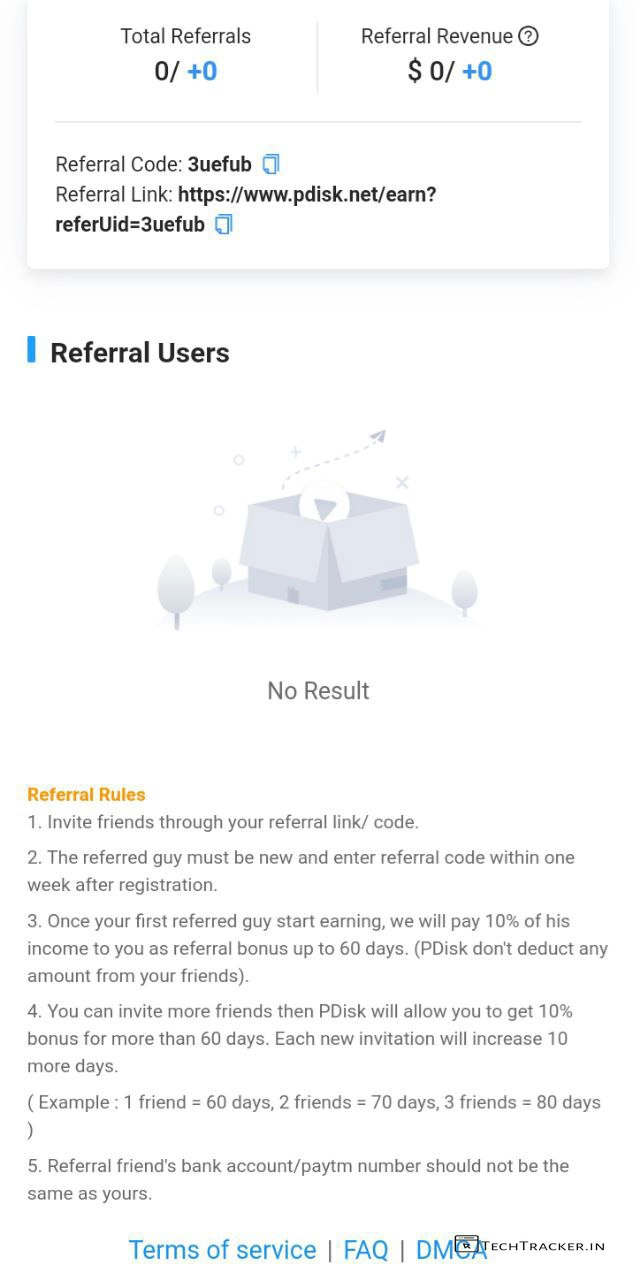 Total Referrals
Referral Revenue ?
0/ +0
$ 0/ +0
Referral Code: 3uefub
Referral Link: https://www.pdisk.net/earn?
referUid=3uefub
Referral Users
No Result
Referral Rules
1. Invite friends through your referral link/ code.
2. The referred guy must be new and enter referral code within one
week after registration.
3. Once your first referred guy start earning, we will pay 10% of his
income to you as referral bonus up to 60 days. (PDisk don't deduct any
amount from your friends).
4. You can invite more friends then PDisk will allow you to get 10%
bonus for more than 60 days. Each new invitation will increase 10
more days.
( Example : 1 friend = 60 days, 2 friends = 70 days, 3 friends = 80 days
)
5. Referral friend's bank account/paytm number should not be the
same as yours.
Terms of service | FAQ | DMCA
TECHTRACKER.IN